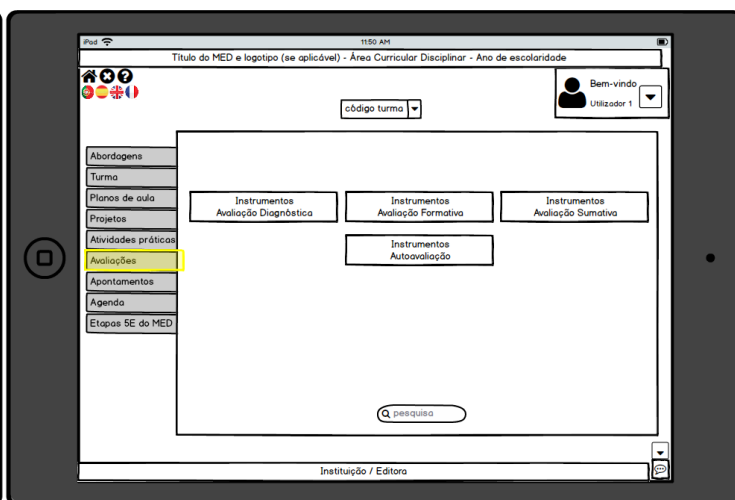 iPad
11:50 AM
Título do MED e logotipo (se aplicável) - Área Curricular Disciplinar - Ano de escolaridade
Bem-vindo
Utilizador 1
código turma
Abordagens
Turma
Planos de aula
Projetos
Atividades práticas
Avaliações
Apontamentos
Agenda
Etapas 5E do MED
Instrumentos
Avaliação Diagnóstica
Instrumentos
Avaliação Formativa
Instrumentos
Avaliação Sumativa
Instrumentos
Autoavaliação
pesquisa
Instituição / Editora